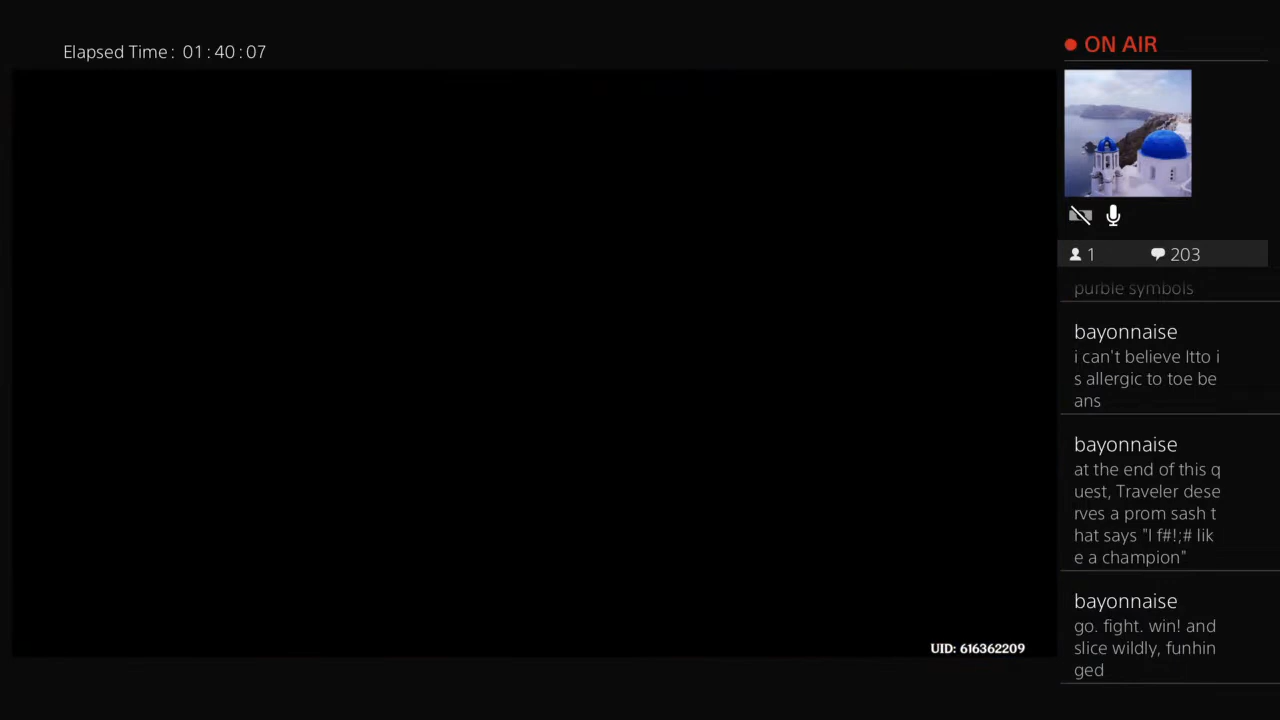 Elapsed Time: 01:40:07
ON AIR
1 203
purble symbols
bayonnaise
i can't believe Itto i
s allergic to toe be
ans
bayonnaise
at the end of this q
uest, Traveler dese
rves a prom sash t
hat says "I f#!;# lik
e a champion"
bayonnaise
go. fight. win! and
slice wildly, funhin
ged
UID: 616362209